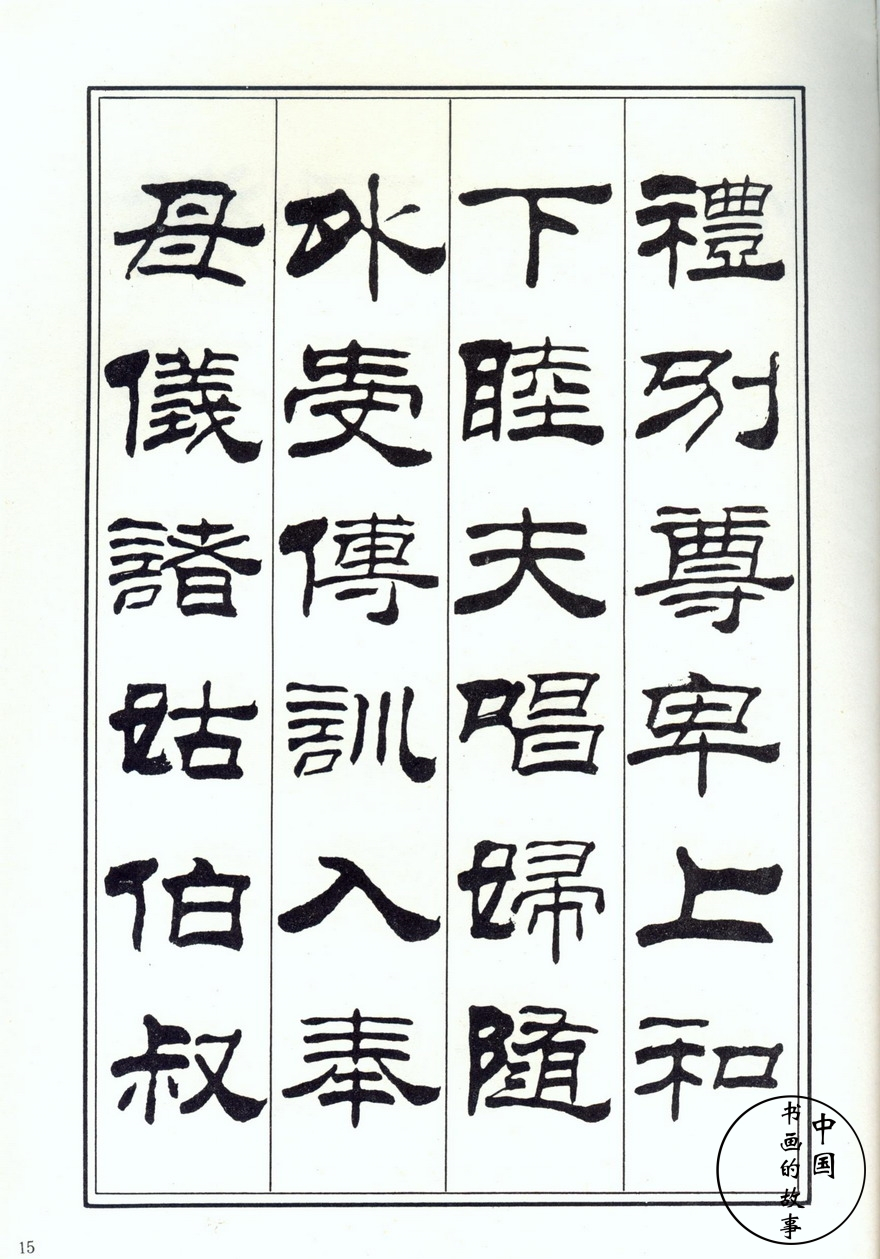 禮別尊卑上和
下睦夫唱婦隨
外受傅訓入奉
母儀諸姑伯叔
中国
书画的故事
15